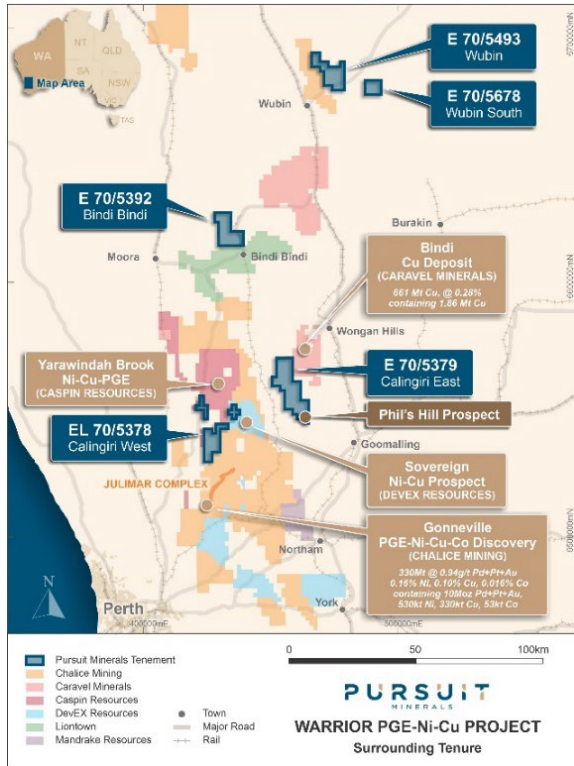 WA
NT
QLD
SA
NSW
VIC
TAS
Map Area
E 70/5493
Wubin
E 70/5678
Wubin South
Wubin
6730000mN
E 70/5392
Bindi Bindi
Burakin
Moora
Bindi Bindi
Bindi
Cu Deposit
(CARAVEL MINERALS)
661 Mt Cu, @ 0.28%
containing 1.86 Mt Cu
6600000mN
Wongan Hills
Yarawindah Brook
Ni-Cu-PGE
(CASPIN RESOURCES)
E 70/5379
Calingiri East
Phil's Hill Prospect
EL 70/5378
Calingiri West
Goomalling
JULIMAR COMPLEX
Sovereign
Ni-Cu Prospect
(DEVEX RESOURCES)
Gonneville
PGE-Ni-Cu-Co Discovery
(CHALICE MINING)
330Mt @ 0.94g/t Pd+Pt+Au
0.16% Ni, 0.10% Cu, 0.016% Co
containing 10Moz Pd+Pt+Au,
530kt Ni, 330kt Cu, 53kt Co
Northam
N
Perth
York
400000mE
500000mE
Pursuit Minerals Tenement
Chalice Mining
Caravel Minerals
Caspin Resources
DevEX Resources
Liontown
Mandrake Resources
Town
Major Road
Rail
0 50 100km
PURSUIT
MINERALS
WARRIOR PGE-Ni-Cu PROJECT
Surrounding Tenure